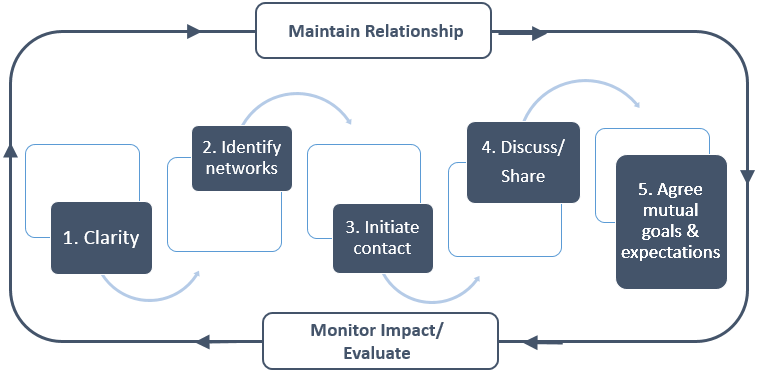 Maintain Relationship
1. Clarity
2. Identify
networks
3. Initiate
contact
4. Discuss/
Share
5. Agree
mutual
goals &
expectations
Monitor Impact/
Evaluate